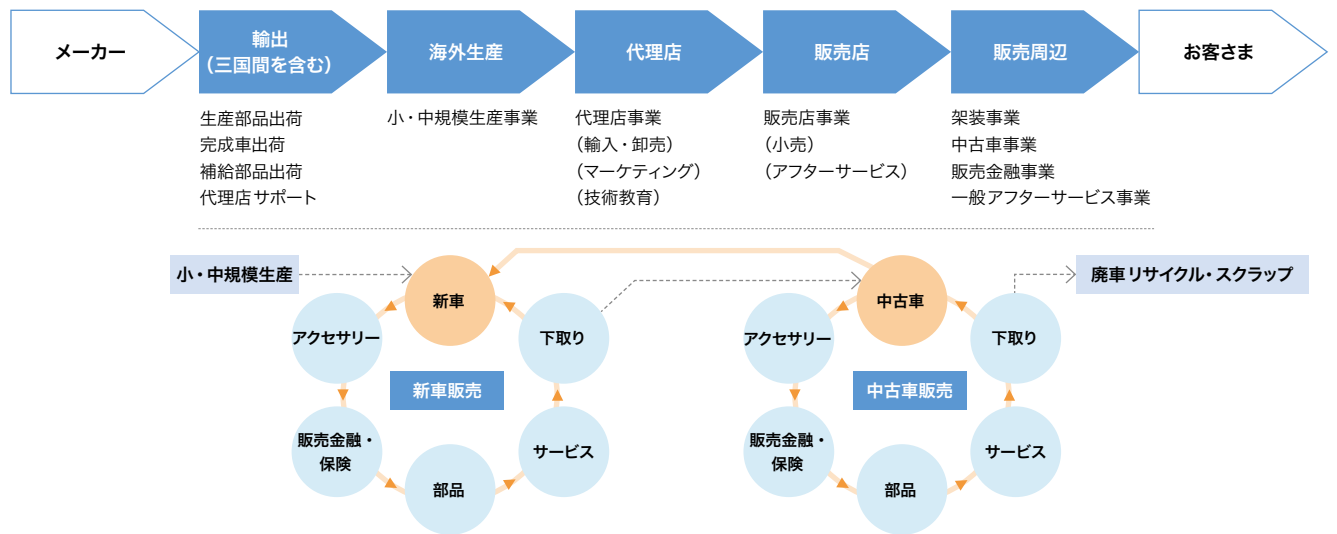 メーカー
輸出
（三国間を含む）
海外生産
代理店
販売店
販売周辺
お客さま
生産部品出荷
完成車出荷
補給部品出荷
代理店サポート
小・中規模生産事業
代理店事業
（輸入・卸売）
（マーケティング）
（技術教育）
販売店事業
（小売）
（アフターサービス）
架装事業
中古車事業
販売金融事業
一般アフターサービス事業
小・中規模生産
新車
アクセサリー
下取り
新車販売
販売金融・
保険
部品
サービス
中古車
アクセサリー
下取り
中古車販売
販売金融・
保険
部品
サービス
廃車リサイクル・スクラップ